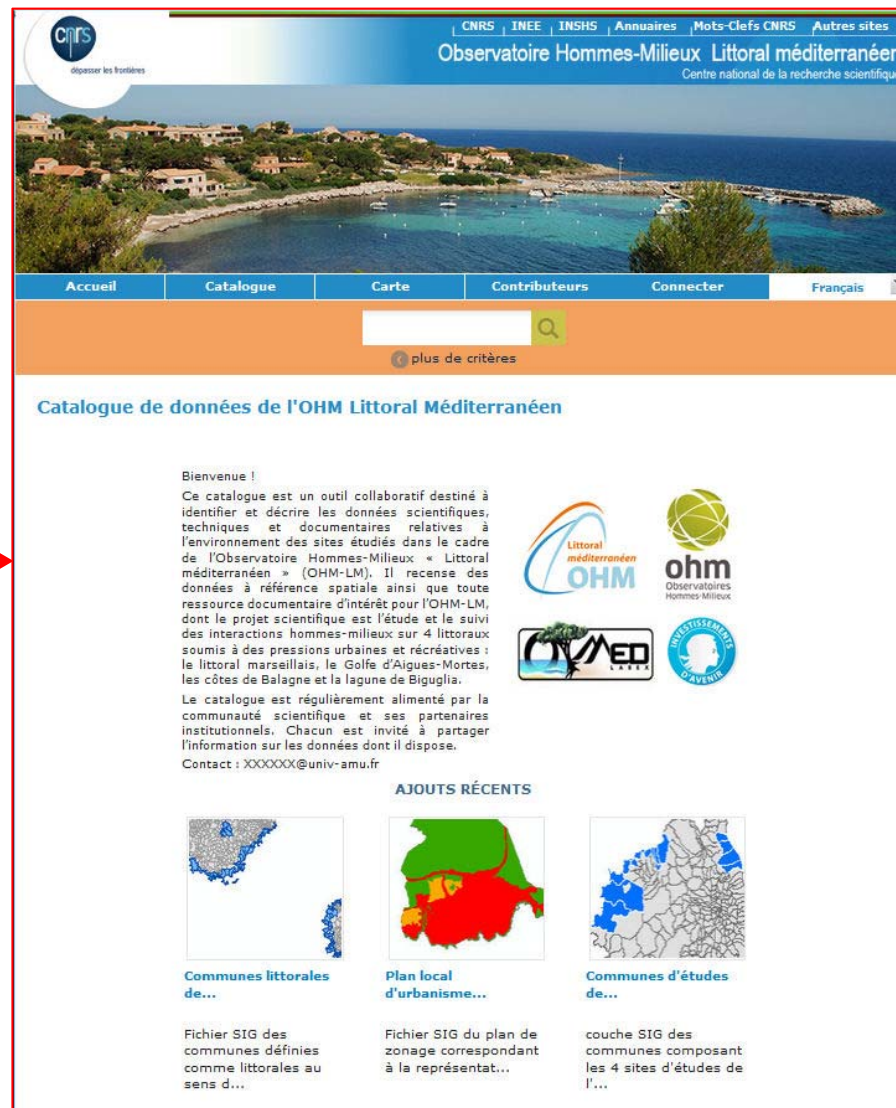 cnrs
dépasser les frontières
CNRS INEE INSHS Annuaires Mots-Clefs CNRS Autres sites
Observatoire Hommes-Milieux Littoral méditerranéen
Centre national de la recherche scientifique
Accueil Catalogue Carte Contributeurs Connecter Français
plus de critères
Catalogue de données de l'OHM Littoral Méditerranéen
Bienvenue !
Ce catalogue est un outil collaboratif destiné à
identifier et décrire les données scientifiques,
techniques et documentaires relatives à
l'environnement des sites étudiés dans le cadre
de l'Observatoire Hommes-Milieux « Littoral
méditerranéen » (OHM-LM). Il recense des
données à référence spatiale ainsi que toute
ressource documentaire d'intérêt pour l'OHM-LM,
dont le projet scientifique est l'étude et le suivi
des interactions hommes-milieux sur 4 littoraux
soumis à des pressions urbaines et récréatives :
le littoral marseillais, le Golfe d'Aigues-Mortes,
les côtes de Balagne et la lagune de Biguglia.
Le catalogue est régulièrement alimenté par la
communauté scientifique et ses partenaires
institutionnels. Chacun est invité à partager
l'information sur les données dont il dispose.
Contact : XXXXXX@univ-amu.fr
Littoral
méditerranéen
OHM
ohm
Observatoires
Hommes-Milieux
OT MED
LABEX
INVESTISSEMENTS
D'AVENIR
AJOUTS RÉCENTS
Communes littorales
de...
Fichier SIG des
communes définies
comme littorales au
sens d...
Plan local
d'urbanisme...
Fichier SIG du plan de
zonage correspondant
à la représentat...
Communes d'études
de...
couche SIG des
communes composant
les 4 sites d'études de
l'...